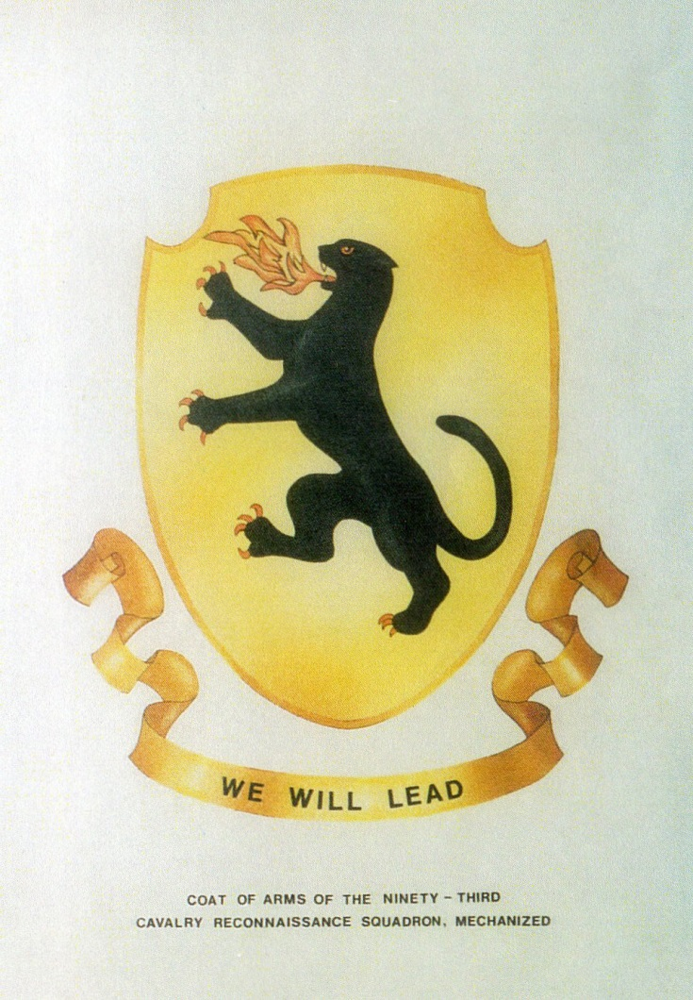 WE WILL LEAD
COAT OF ARMS OF THE NINETY – THIRD
CAVALRY RECONNAISSANCE SQUADRON, MECHANIZED